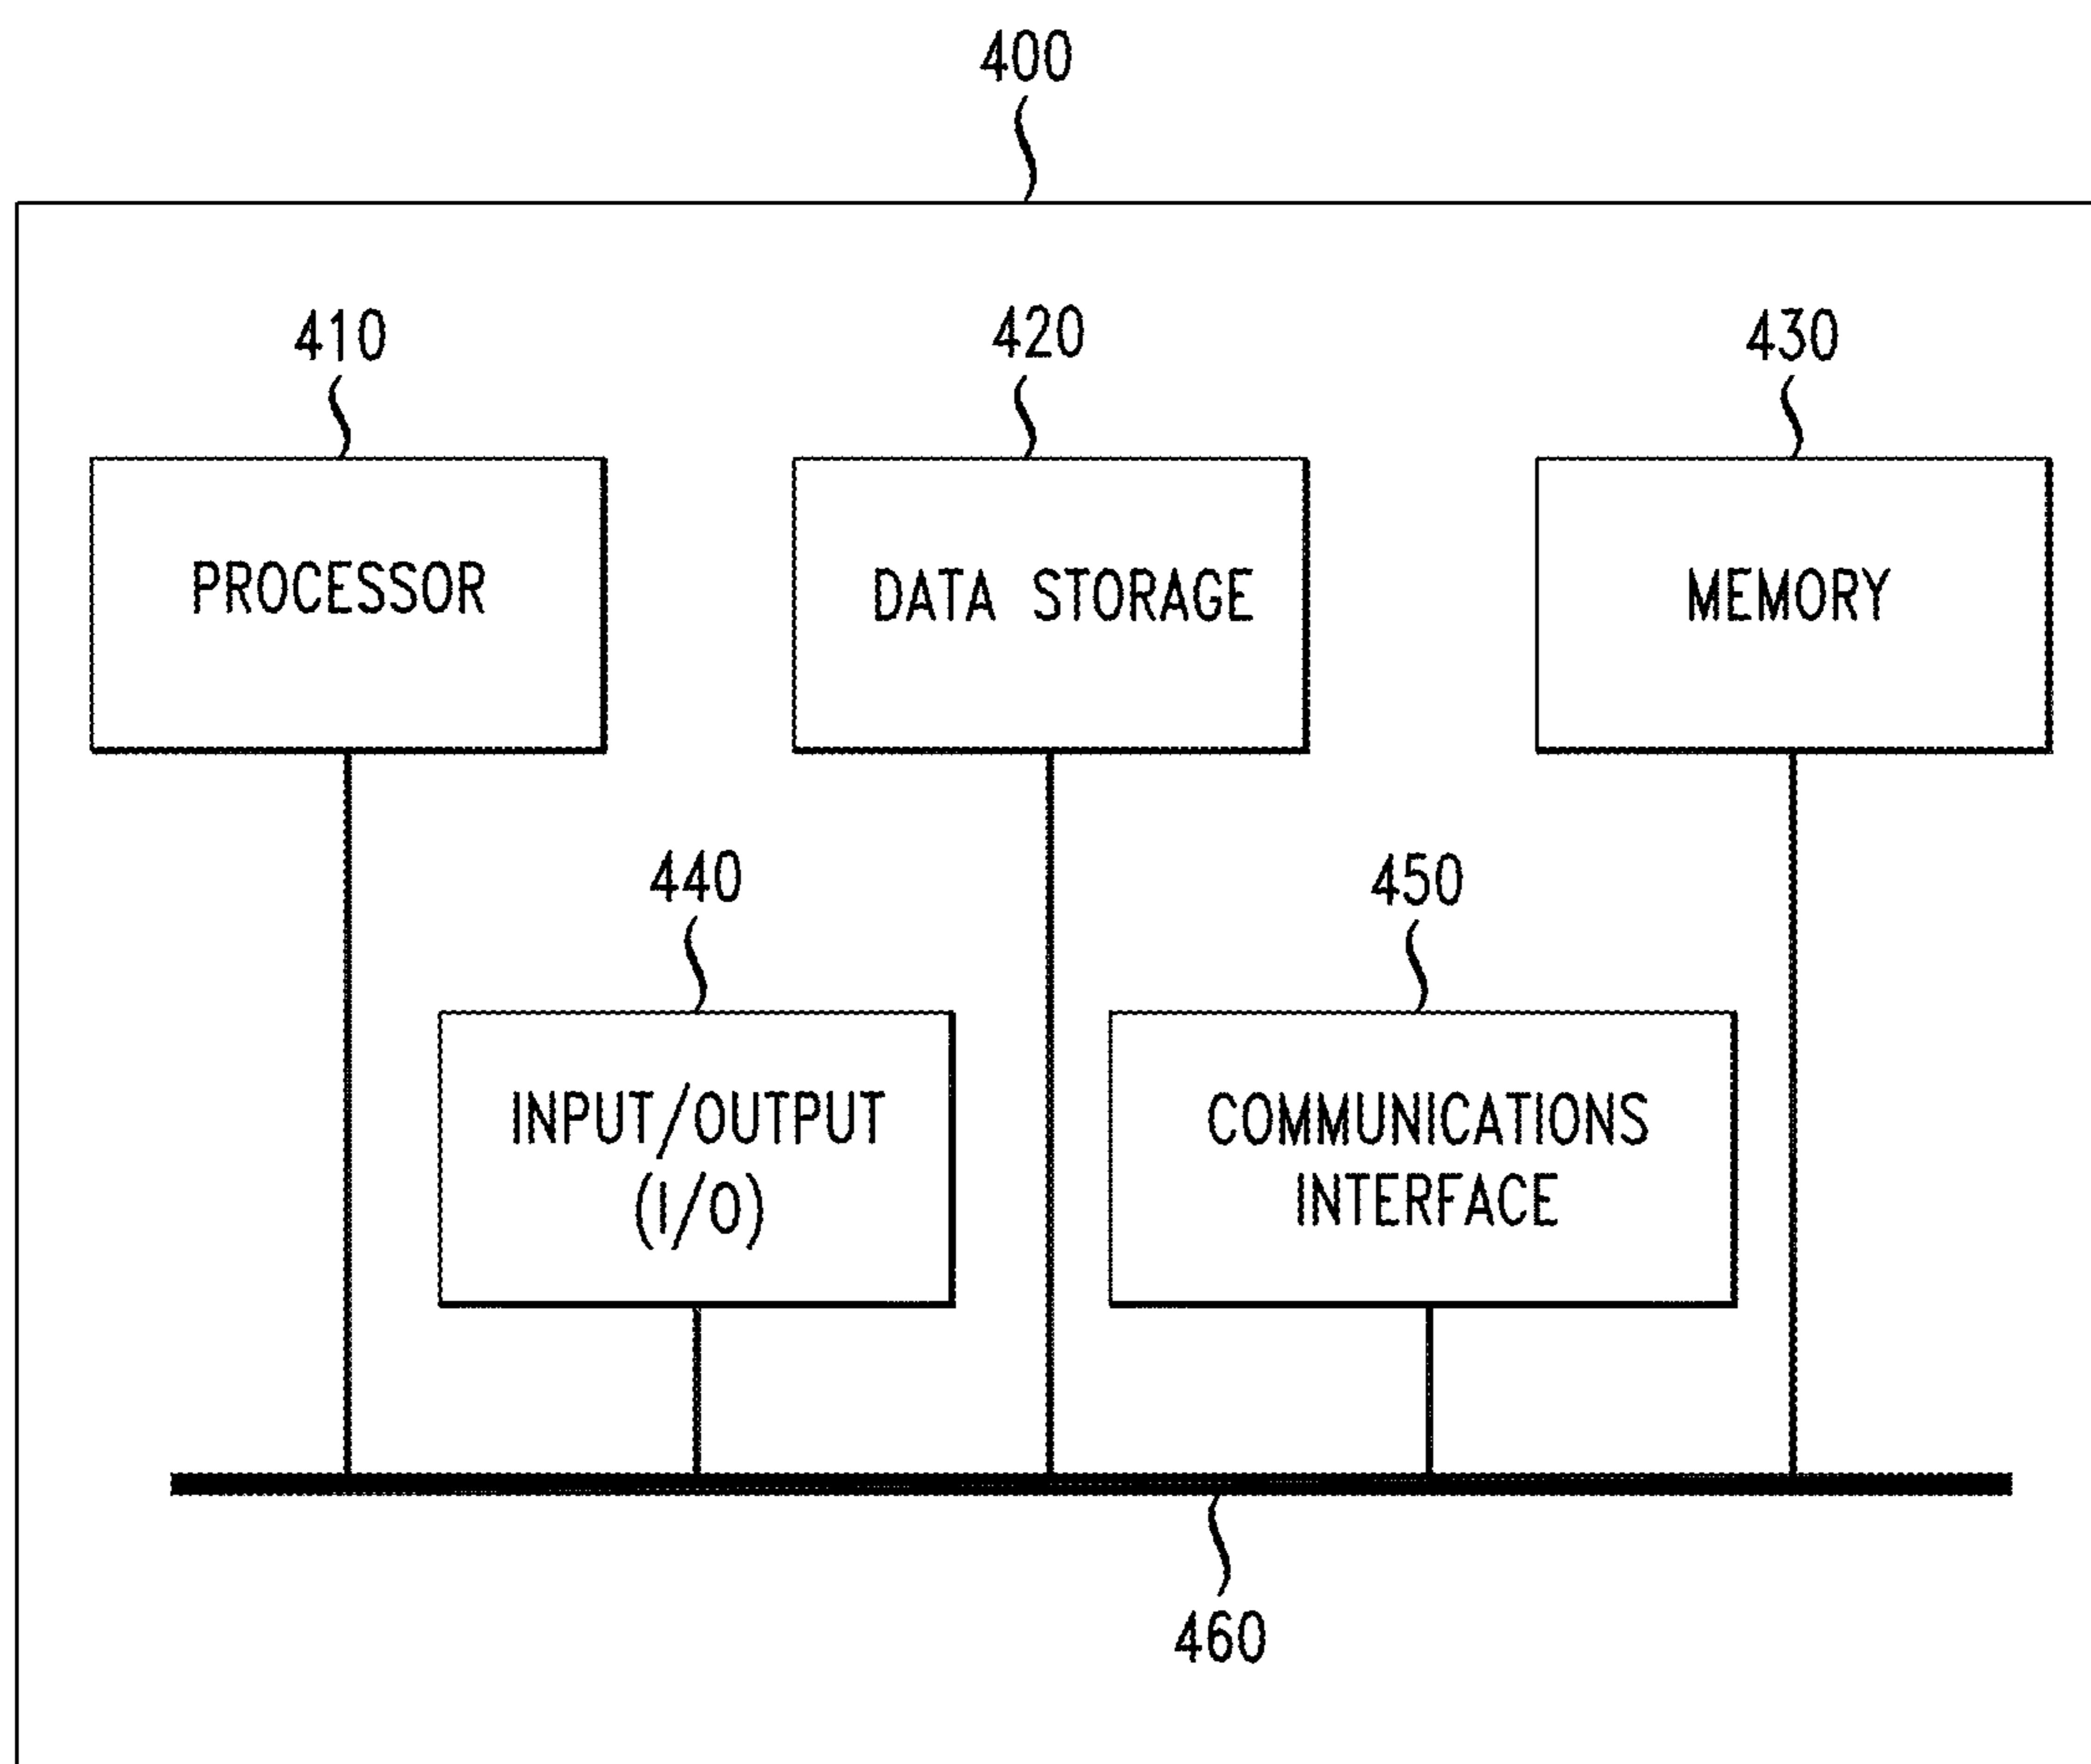 400
410
420
430
PROCESSOR
DATA STORAGE
MEMORY
440
450
INPUT/OUTPUT
(I/O)
COMMUNICATIONS
INTERFACE
460